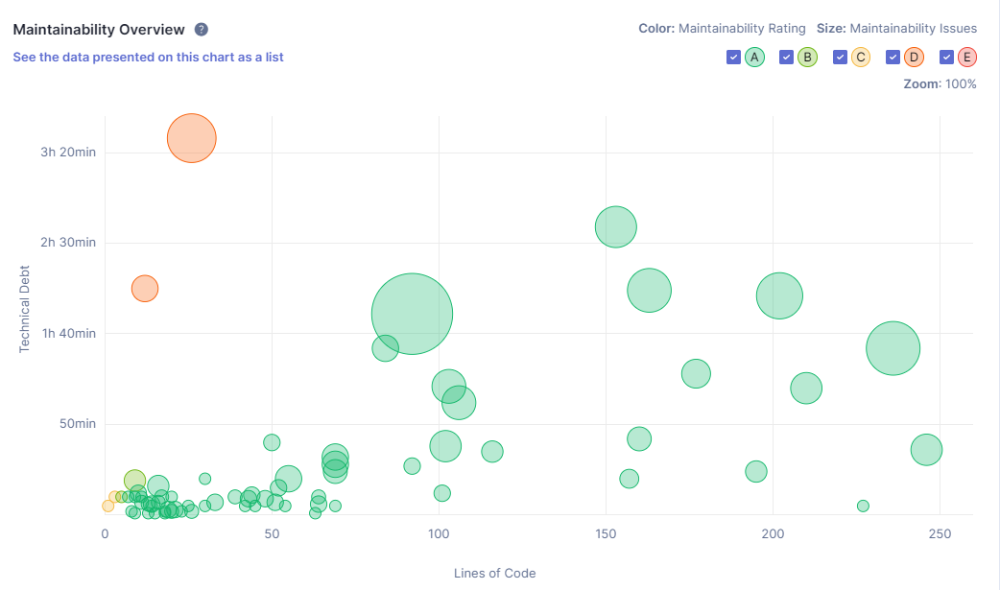 Maintainability Overview ?
Color: Maintainability Rating Size: Maintainability Issues
See the data presented on this chart as a list
A B C D E
Zoom: 100%
3h 20min
2h 30min
1h 40min
50min
Technical Debt
0 50 100 150 200 250
Lines of Code